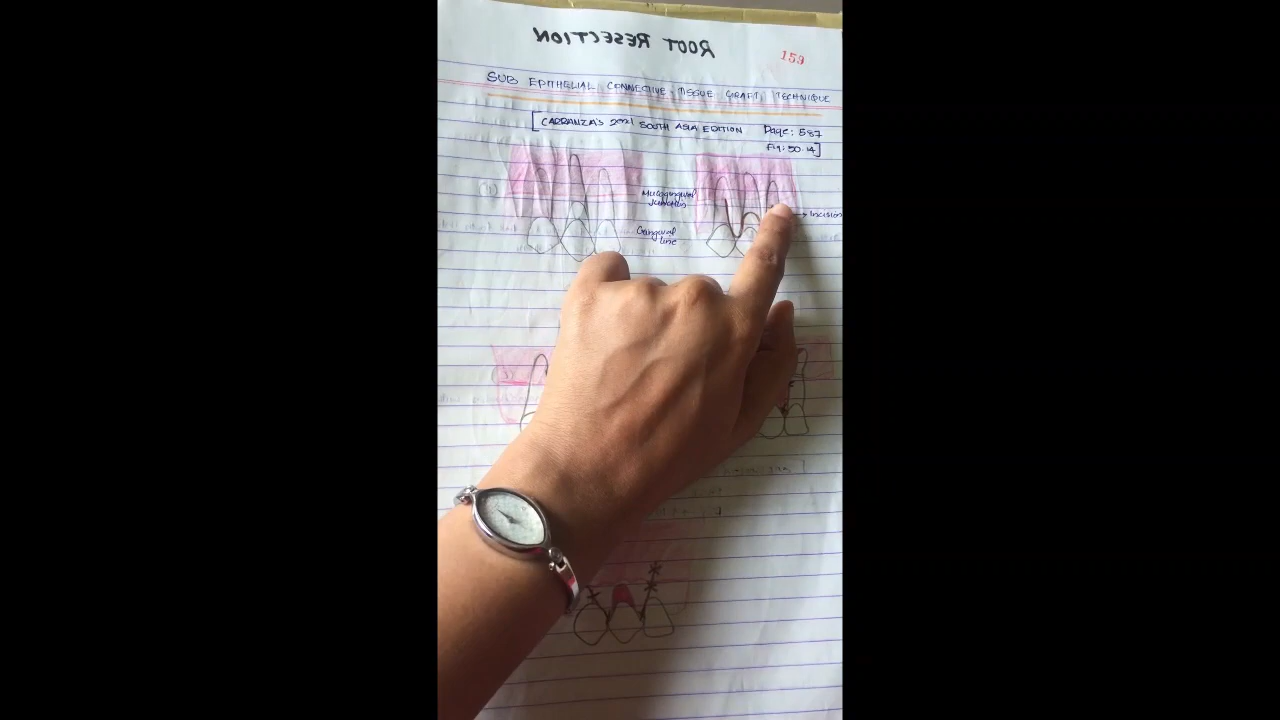 ROOT RESECTION
159
SUB EPITHELIAL CONNECTIVE TISSUE GRAFT TECHNIQUE
[CARRANZA's 2nd SOUTH ASIA EDITION Page: 587
Fig: 50.14]
Mucogingival
Junction
Gingival
line
→ Incision